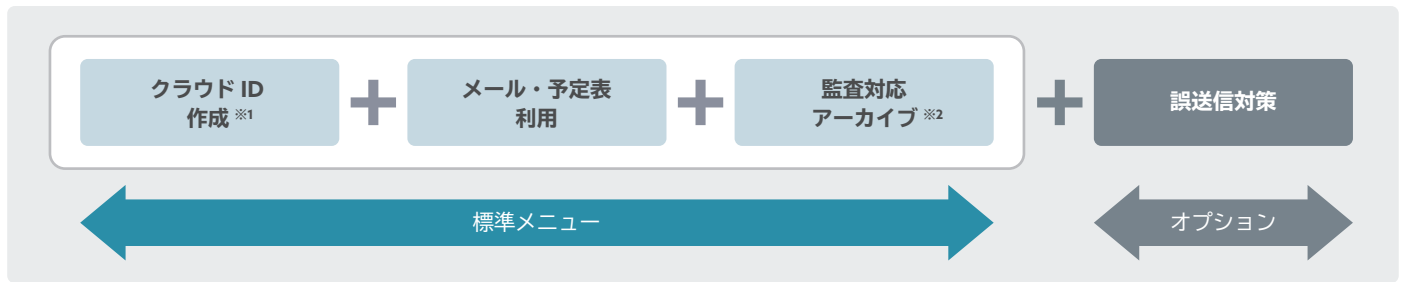 クラウド ID
作成 ※1
メール・予定表
利用
監査対応
アーカイブ ※2
誤送信対策
標準メニュー
オプション